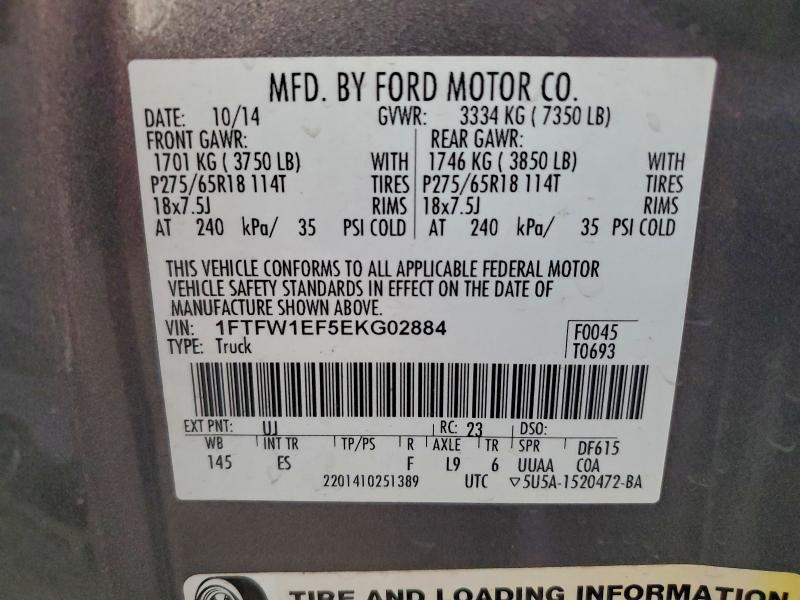 MFD. BY FORD MOTOR CO.
DATE: 10/14 GVWR: 3334 KG ( 7350 LB)
FRONT GAWR: REAR GAWR:
1701 KG ( 3750 LB) WITH 1746 KG ( 3850 LB) WITH
P275/65R18 114T TIRES P275/65R18 114T TIRES
18x7.5J RIMS 18x7.5J RIMS
AT 240 kPa/ 35 PSI COLD AT 240 kPa/ 35 PSI COLD
THIS VEHICLE CONFORMS TO ALL APPLICABLE FEDERAL MOTOR
VEHICLE SAFETY STANDARDS IN EFFECT ON THE DATE OF
MANUFACTURE SHOWN ABOVE.
VIN: 1FTFW1EF5EKG02884 F0045
TYPE: Truck T0693
EXT PNT: UJ RC: 23 DSO:
WB INT TR TP/PS R AXLE TR SPR DF615
145 ES F L9 6 UUAA COA
2201410251389 UTC ▽5U5A-1520472-BA
TIRE AND LOADING INFORMATION